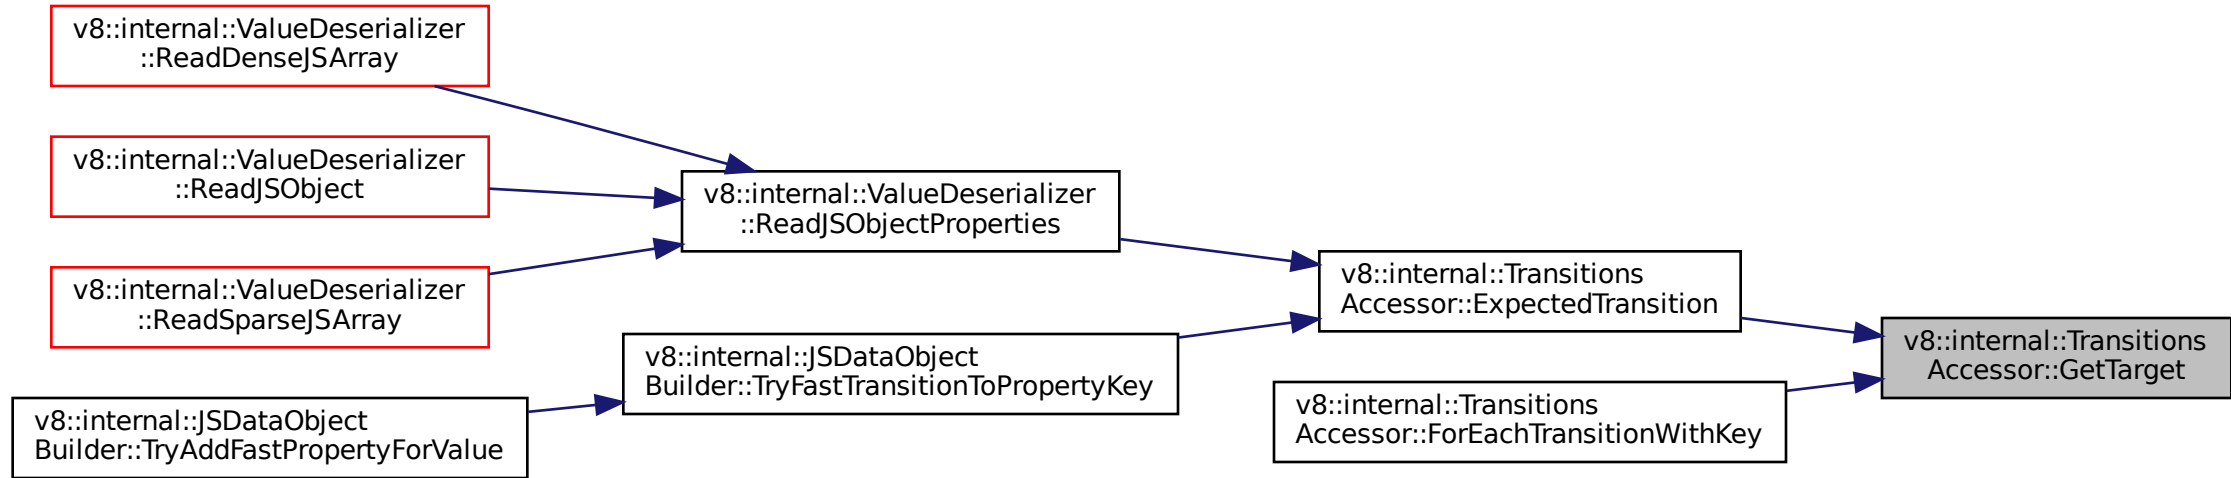 v8::internal::ValueDeserializer
::ReadDenseJSArray
v8::internal::ValueDeserializer
::ReadJSObject
v8::internal::ValueDeserializer
::ReadJSObjectProperties
v8::internal::ValueDeserializer
::ReadSparseJSArray
v8::internal::Transitions
Accessor::ExpectedTransition
v8::internal::JSDataObject
Builder::TryFastTransitionToPropertyKey
v8::internal::Transitions
Accessor::GetTarget
v8::internal::JSDataObject
Builder::TryAddFastPropertyForValue
v8::internal::Transitions
Accessor::ForEachTransitionWithKey